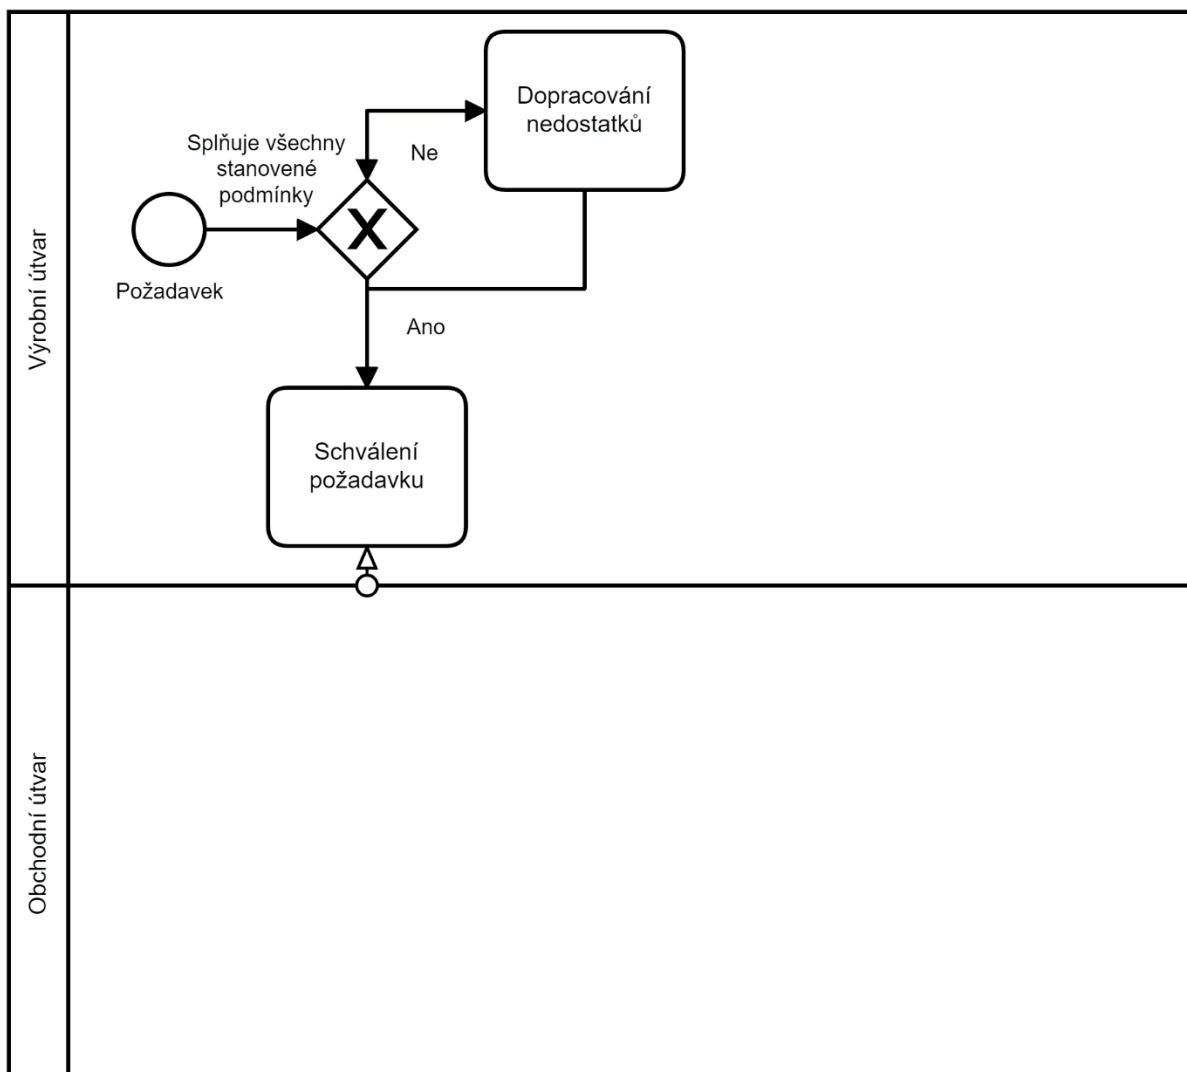 Výrobní útvar
Dopracování
nedostatků
Splňuje všechny
stanovené
podmínky
Ne
X
Požadavek
Ano
Schválení
požadavku
Obchodní útvar